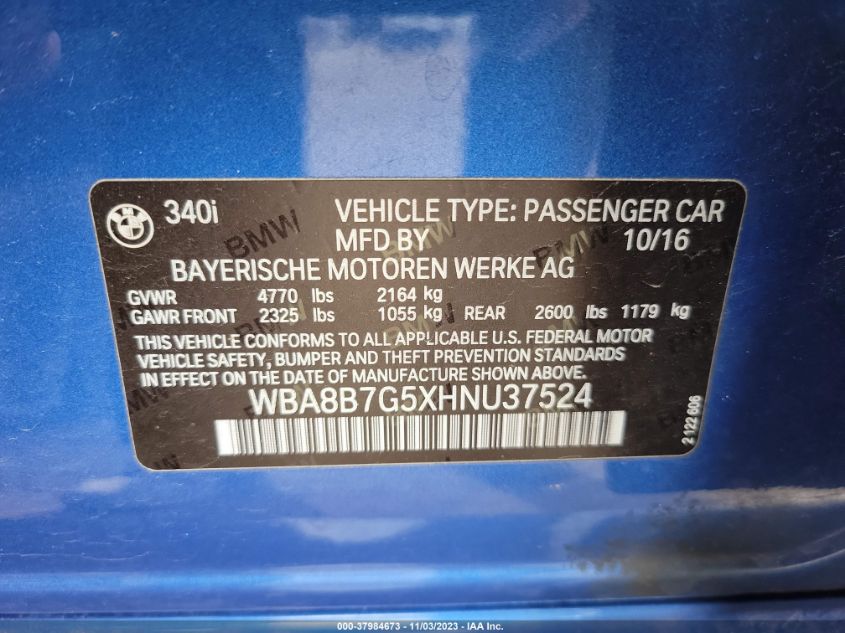 340i VEHICLE TYPE: PASSENGER CAR
MFD BY 10/16
BAYERISCHE MOTOREN WERKE AG
GVWR 4770 lbs 2164 kg
GAWR FRONT 2325 lbs 1055 kg REAR 2600 lbs 1179 kg
THIS VEHICLE CONFORMS TO ALL APPLICABLE U.S. FEDERAL MOTOR
VEHICLE SAFETY, BUMPER AND THEFT PREVENTION STANDARDS
IN EFFECT ON THE DATE OF MANUFACTURE SHOWN ABOVE.
WBA8B7G5XHNU37524
2 122 606
000-37984673 - 11/03/2023 - IAA Inc.